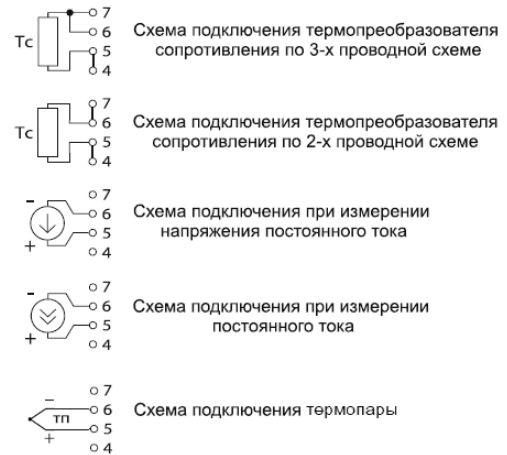 7
6
Тс
5
4
Схема подключения термопреобразователя
сопротивления по 3-х проводной схеме
7
6
Тс
5
4
Схема подключения термопреобразователя
сопротивления по 2-х проводной схеме
7
-
6
5
+
4
Схема подключения при измерении
напряжения постоянного тока
7
-
6
5
+
4
Схема подключения при измерении
постоянного тока
7
-
6
тп
5
+
4
Схема подключения термопары